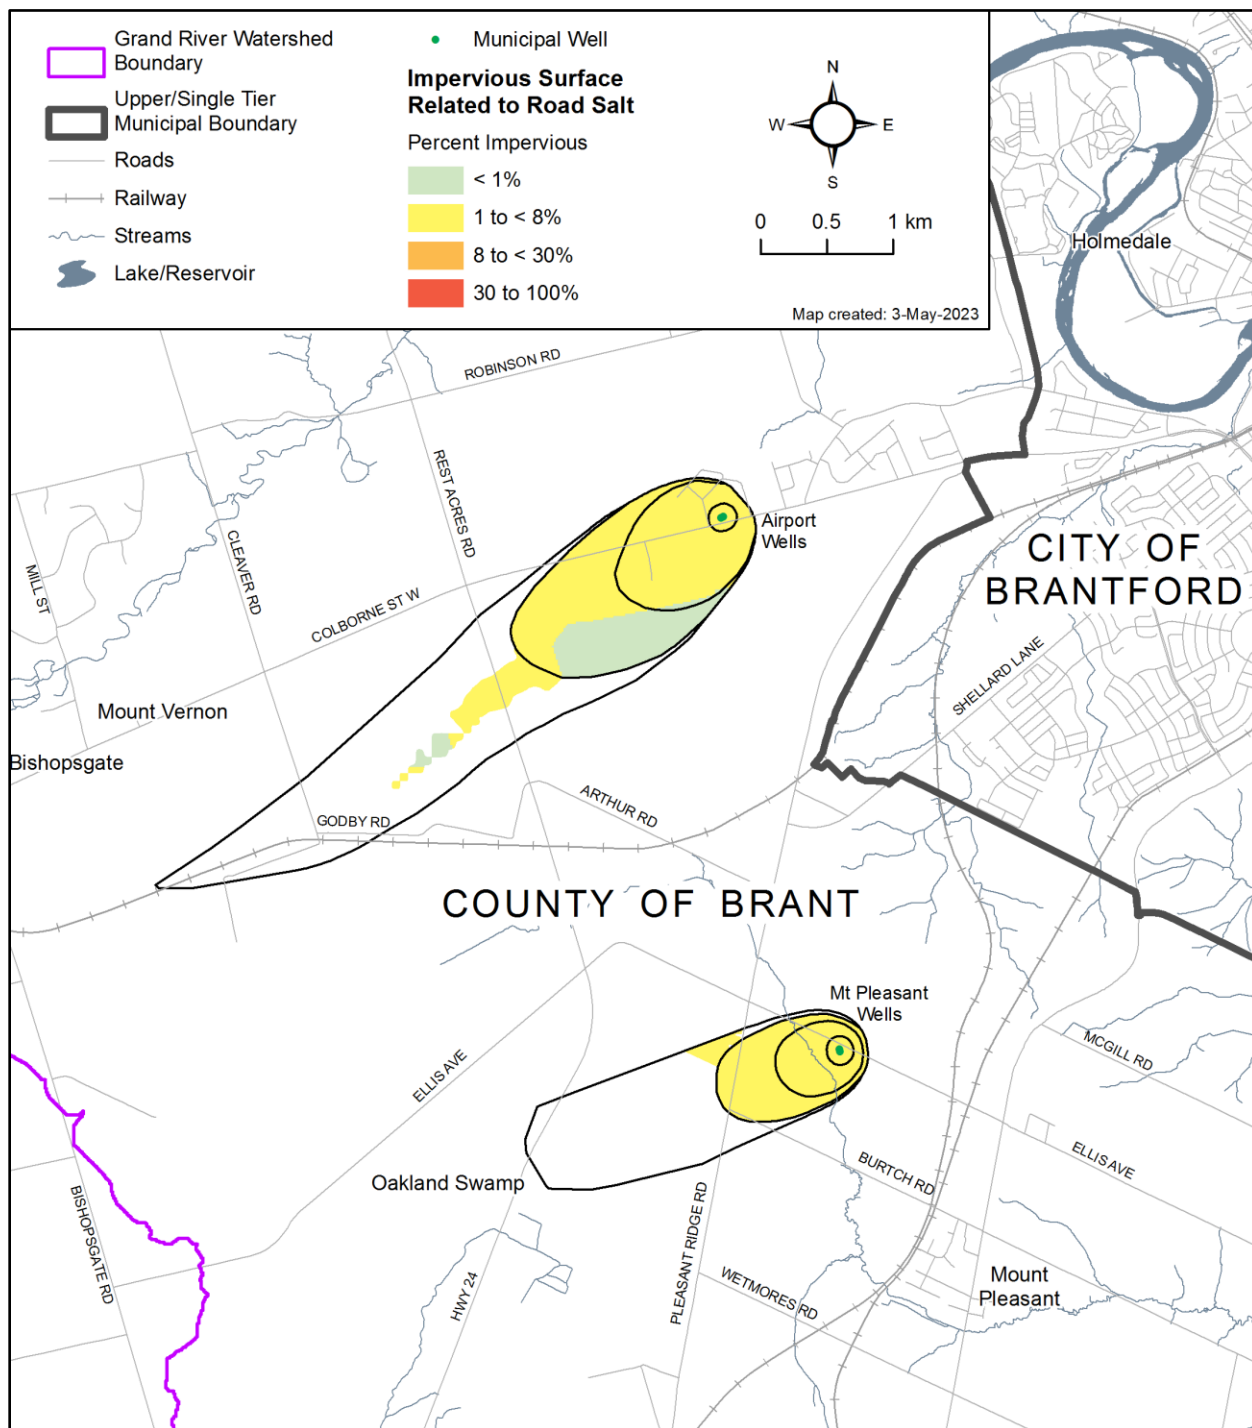 Grand River Watershed
Boundary
Upper/Single Tier
Municipal Boundary
Roads
Railway
Streams
Lake/Reservoir
Municipal Well
Impervious Surface
Related to Road Salt
Percent Impervious
< 1%
1 to < 8%
8 to < 30%
30 to 100%
N
W E
S
0 0.5 1 km
Map created: 3-May-2023
Holmedale
ROBINSON RD
REST ACRES RD
CLEAVER RD
MILL ST
COLBORNE ST W
Airport
Wells
CITY OF
BRANTFORD
SHELLARD LANE
Mount Vernon
Bishopsgate
GODBY RD
ARTHUR RD
COUNTY OF BRANT
Mt Pleasant
Wells
MCGILL RD
ELLIS AVE
ELLIS AVE
BURTCH RD
Oakland Swamp
BISHOPSGATE RD
HWY 24
PLEASANT RIDGE RD
WETMORES RD
Mount
Pleasant